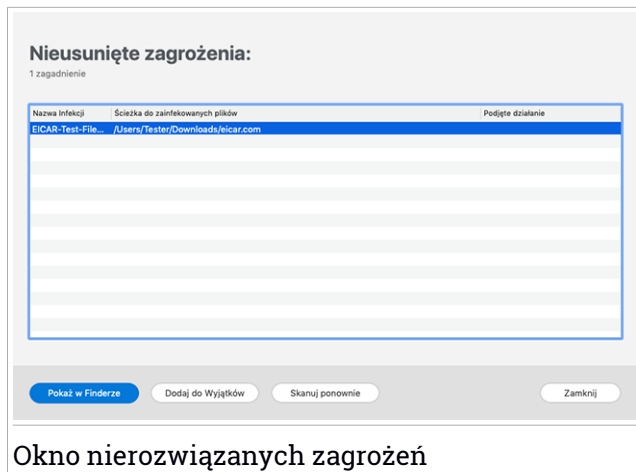 Nieusunięte zagrożenia:
1 zagadnienie
Nazwa Infekcji Ścieżka do zainfekowanych plików Podjęte działanie
EICAR-Test-File... /Users/Tester/Downloads/eicar.com
Pokaż w Finderze Dodaj do Wyjątków Skanuj ponownie Zamknij
Okno nierozwiązanych zagrożeń